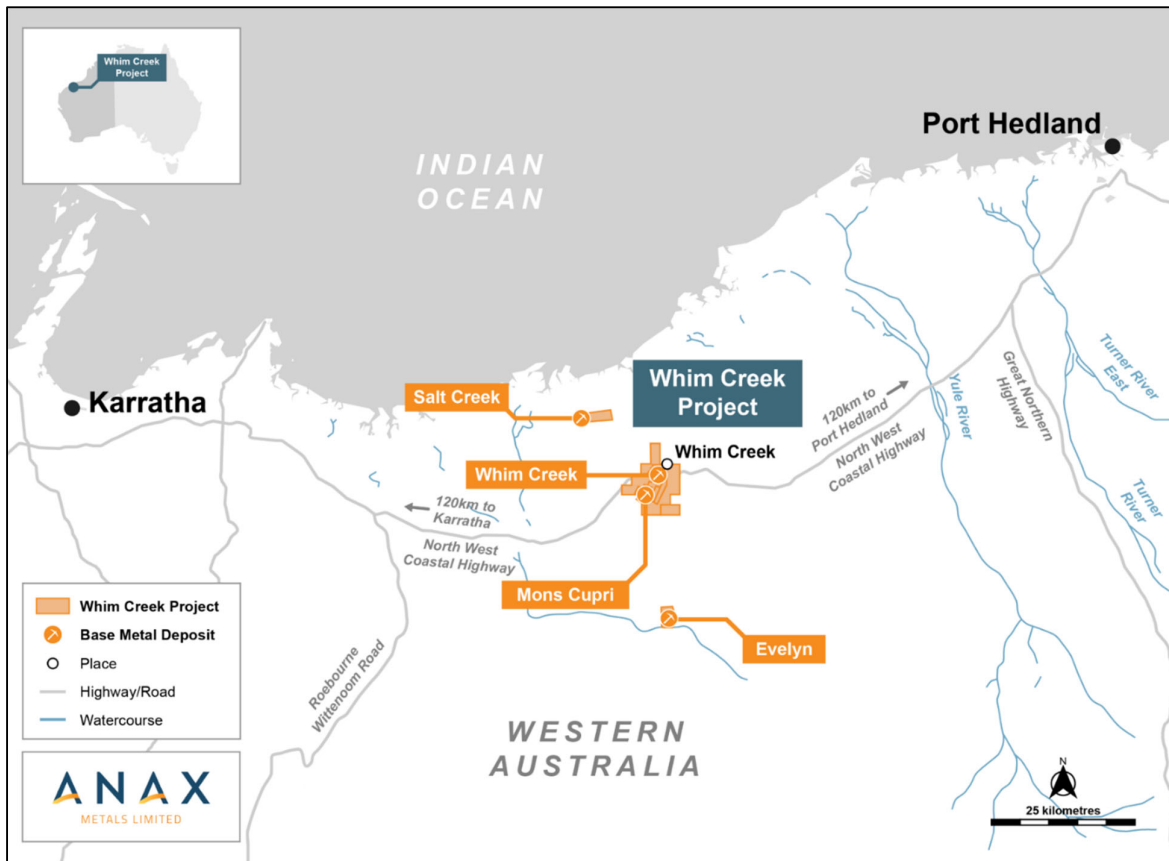 Whim Creek
Project
Port Hedland
INDIAN
OCEAN
Karratha
Salt Creek
Whim Creek
Project
Whim Creek
Whim Creek
120km to
Port Hedland
North West
Coastal Highway
Yule River
Great Northern
Highway
Turner River
East
Turner
River
120km to
Karratha
North West
Coastal Highway
Mons Cupri
Evelyn
Roebourne
Wittenoom Road
WESTERN
AUSTRALIA
Whim Creek Project
Base Metal Deposit
Place
Highway/Road
Watercourse
ANAX
METALS LIMITED
N
25 kilometres